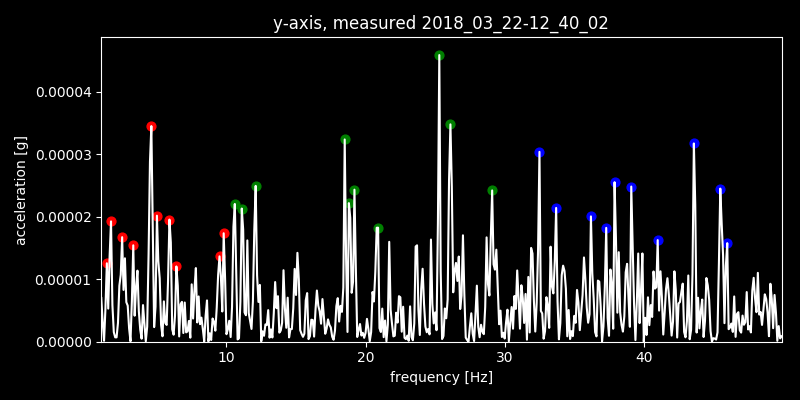 y-axis, measured 2018_03_22-12_40_02
acceleration [g]
0.00004
0.00003
0.00002
0.00001
0.00000
10 20 30 40
frequency [Hz]